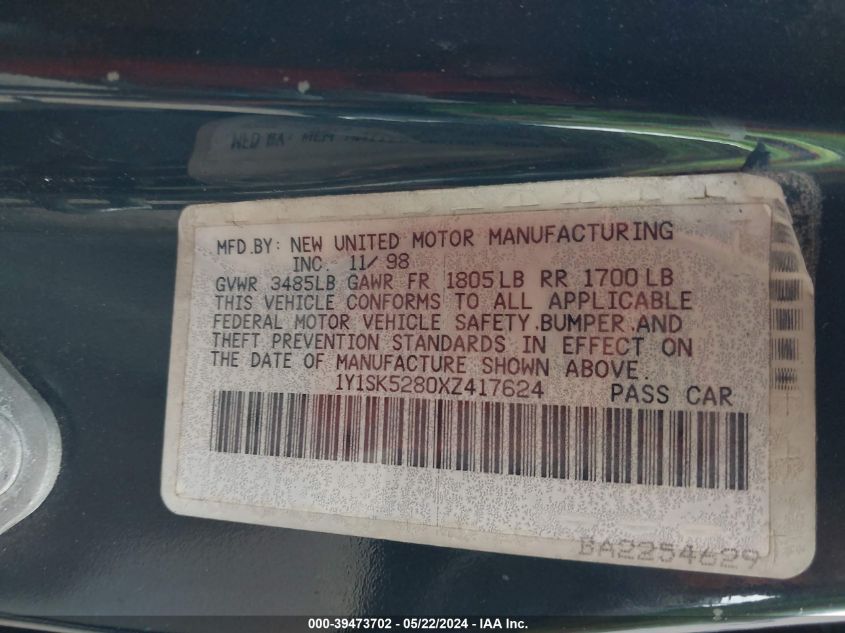 MFD.BY: NEW UNITED MOTOR MANUFACTURING
INC. 11/98
GVWR 3485LB GAWR FR 1805LB RR 1700LB
THIS VEHICLE CONFORMS TO ALL APPLICABLE
FEDERAL MOTOR VEHICLE SAFETY,BUMPER,AND
THEFT PREVENTION STANDARDS IN EFFECT ON
THE DATE OF MANUFACTURE SHOWN ABOVE.
1Y1SK5280XZ417624 PASS CAR
BA2254629
000-39473702 - 05/22/2024 - IAA Inc.